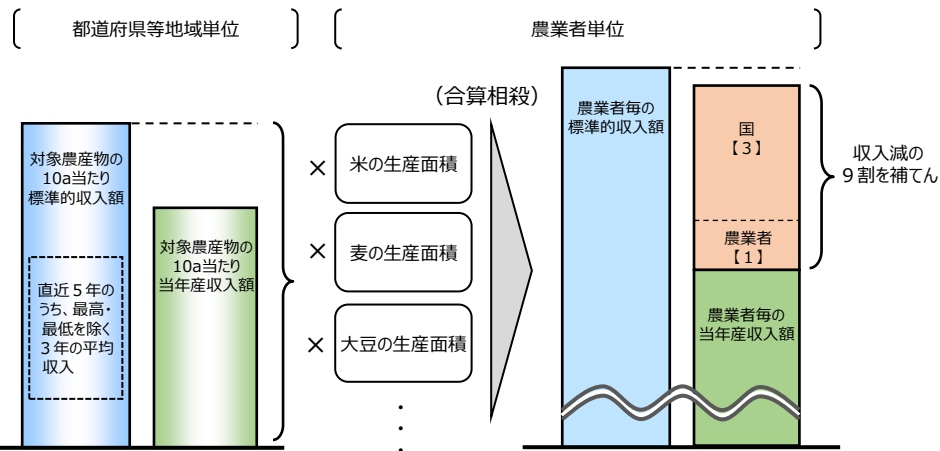 都道府県等地域単位
農業者単位
対象農産物の
10a当たり
標準的収入額
直近５年の
うち、最高・
最低を除く
３年の平均
収入
対象農産物の
10a当たり
当年産収入額
×
米の生産面積
×
麦の生産面積
×
大豆の生産面積
・
・
・
（合算相殺）
農業者毎の
標準的収入額
国
【３】
農業者
【１】
農業者毎の
当年産収入額
収入減の
９割を補てん